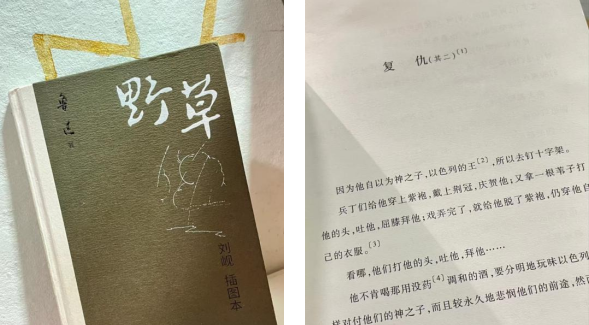 鲁迅 著
野草
刘岘 插图本
复 仇(其二)〔1〕
因为他自以为神之子,以色列的王〔2〕,所以去钉十字架。
兵丁们给他穿上紫袍,戴上荆冠,庆贺他;又拿一根苇子打
他的头,吐他,屈膝拜他;戏弄完了,就给他脱了紫袍,仍穿他自
己的衣服。〔3〕
看哪,他们打他的头,吐他,拜他……
他不肯喝那用没药〔4〕调和的酒,要分明地玩味以色列
样对付他们的神之子,而且较永久地悲悯他们的前途,然